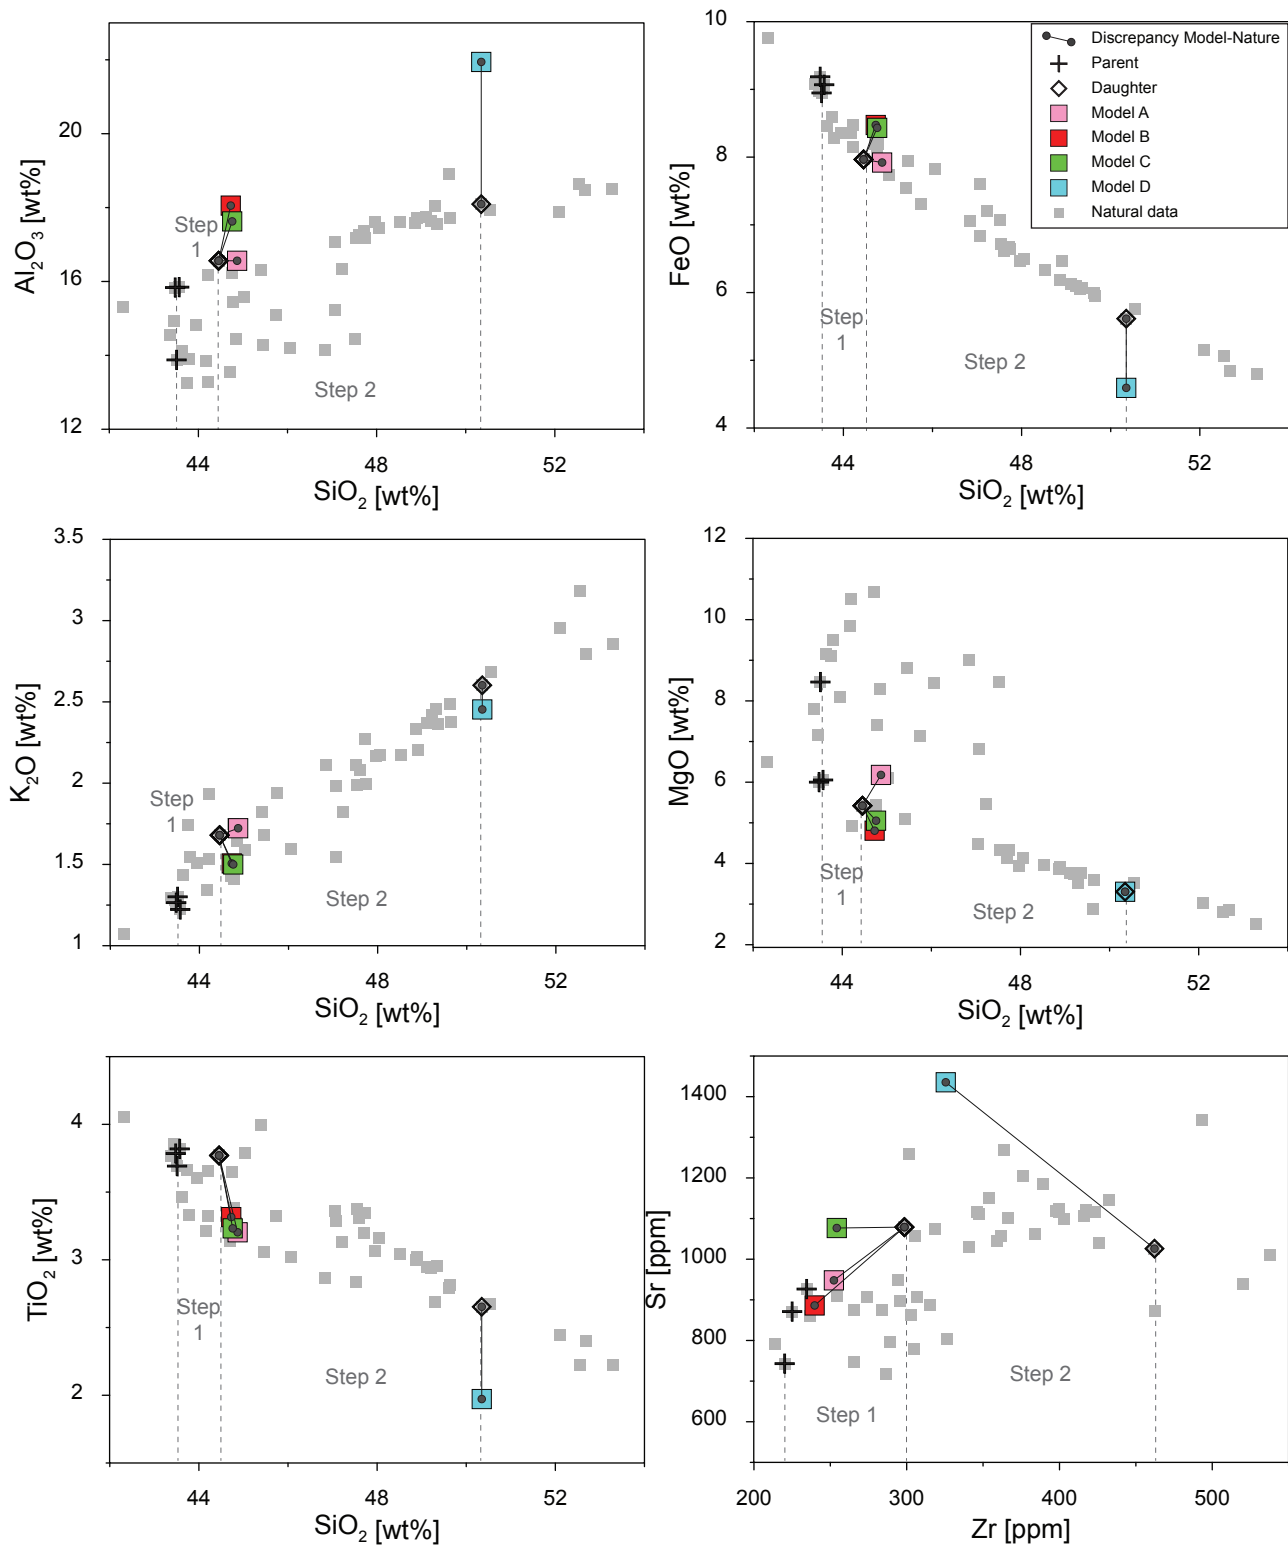 20
16
12
Al2O3 [wt%]
Step
1
Step 2
44
48
52
SiO2 [wt%]
10
8
6
4
FeO [wt%]
Discrepancy Model-Nature
Parent
Daughter
Model A
Model B
Model C
Model D
Natural data
Step
1
Step 2
44
48
52
SiO2 [wt%]
3.5
3
2.5
2
1.5
1
K2O [wt%]
Step
1
Step 2
44
48
52
SiO2 [wt%]
12
10
8
6
4
2
MgO [wt%]
Step
1
Step 2
44
48
52
SiO2 [wt%]
4
3
2
TiO2 [wt%]
Step
1
Step 2
44
48
52
SiO2 [wt%]
1400
1200
1000
800
600
Sr [ppm]
Step 1
Step 2
200
300
400
500
Zr [ppm]